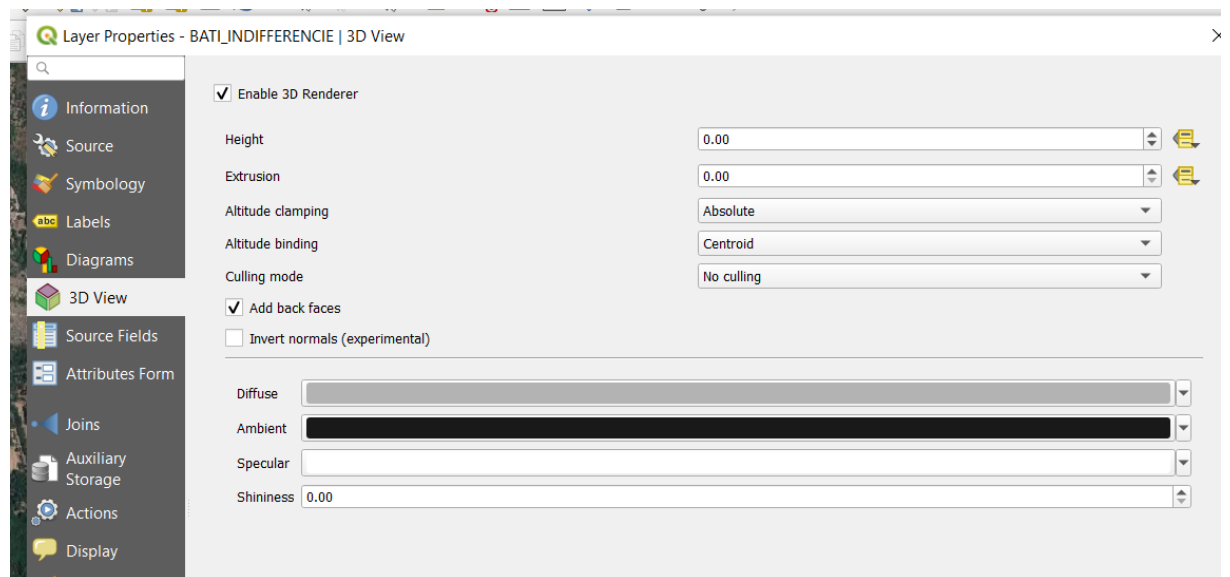 Layer Properties - BATI_INDIFFERENCIE | 3D View
Information
Source
Symbology
abc Labels
Diagrams
3D View
Source Fields
Attributes Form
Joins
Auxiliary
Storage
Actions
Display
Enable 3D Renderer
Height 0.00
Extrusion 0.00
Altitude clamping Absolute
Altitude binding Centroid
Culling mode No culling
Add back faces
Invert normals (experimental)
Diffuse
Ambient
Specular
Shininess 0.00